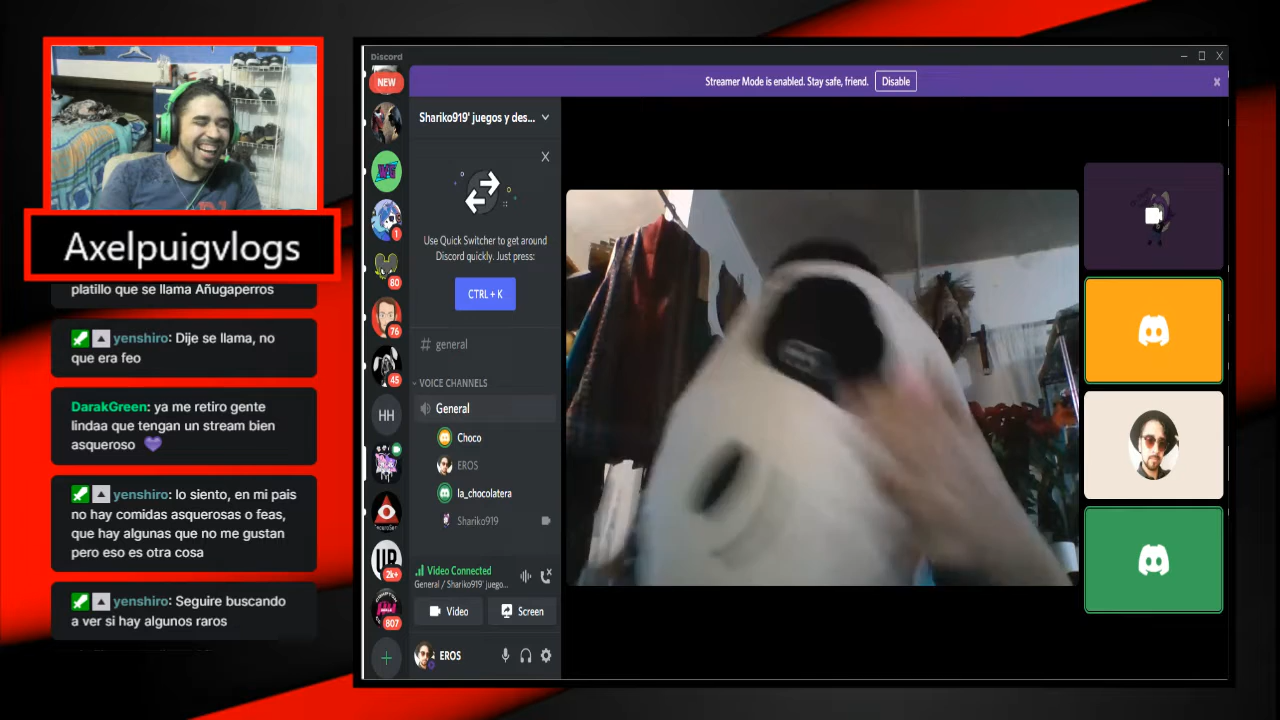 Axelpuigvlogs
platillo que se llama Añugaperros
yenshiro: Dije se llama, no
que era feo
DarakGreen: ya me retiro gente
lindaa que tengan un stream bien
asqueroso
yenshiro: lo siento, en mi pais
no hay comidas asquerosas o feas,
que hay algunas que no me gustan
pero eso es otra cosa
yenshiro: Seguire buscando
a ver si hay algunos raros
Discord
NEW
Streamer Mode is enabled. Stay safe, friend.
Disable
Shariko919' juegos y des...
Use Quick Switcher to get around
Discord quickly. Just press:
CTRL + K
# general
VOICE CHANNELS
General
Choco
EROS
la_chocolatera
Shariko919
Video Connected
General / Shariko919' juego...
Video
Screen
EROS
1
80
76
45
HH
UR
2k+
807